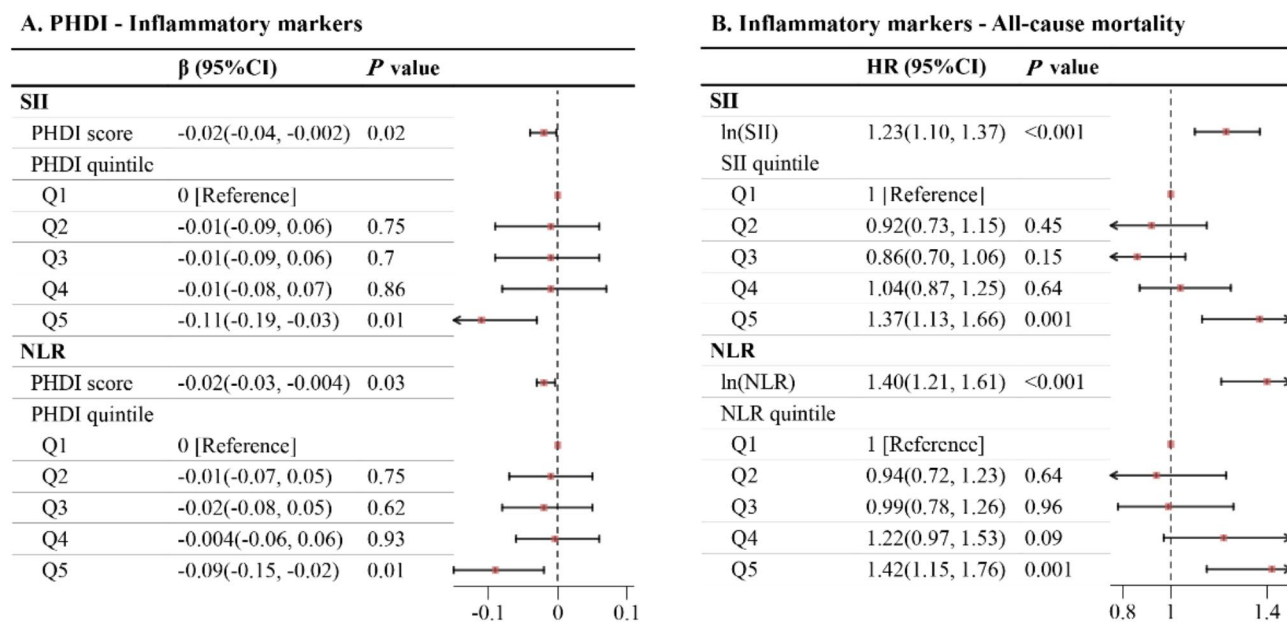 A. PHDI - Inflammatory markers
β (95%CI) P value
SII
PHDI score -0.02(-0.04, -0.002) 0.02
PHDI quintile
Q1 0 [Reference]
Q2 -0.01(-0.09, 0.06) 0.75
Q3 -0.01(-0.09, 0.06) 0.7
Q4 -0.01(-0.08, 0.07) 0.86
Q5 -0.11(-0.19, -0.03) 0.01
NLR
PHDI score -0.02(-0.03, -0.004) 0.03
PHDI quintile
Q1 0 [Reference]
Q2 -0.01(-0.07, 0.05) 0.75
Q3 -0.02(-0.08, 0.05) 0.62
Q4 -0.004(-0.06, 0.06) 0.93
Q5 -0.09(-0.15, -0.02) 0.01
-0.1 0 0.1
B. Inflammatory markers - All-cause mortality
HR (95%CI) P value
SII
ln(SII) 1.23(1.10, 1.37) <0.001
SII quintile
Q1 1 [Reference]
Q2 0.92(0.73, 1.15) 0.45
Q3 0.86(0.70, 1.06) 0.15
Q4 1.04(0.87, 1.25) 0.64
Q5 1.37(1.13, 1.66) 0.001
NLR
ln(NLR) 1.40(1.21, 1.61) <0.001
NLR quintile
Q1 1 [Reference]
Q2 0.94(0.72, 1.23) 0.64
Q3 0.99(0.78, 1.26) 0.96
Q4 1.22(0.97, 1.53) 0.09
Q5 1.42(1.15, 1.76) 0.001
0.8 1 1.4